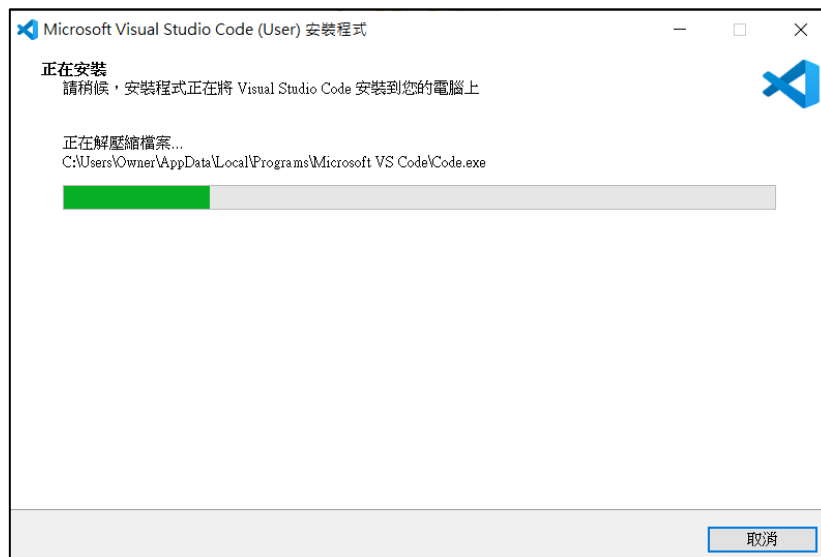 Microsoft Visual Studio Code (User) 安裝程式
正在安裝
請稍候，安裝程式正在將 Visual Studio Code 安裝到您的電腦上
正在解壓縮檔案...
C:\Users\Owner\AppData\Local\Programs\Microsoft VS Code\Code.exe
取消